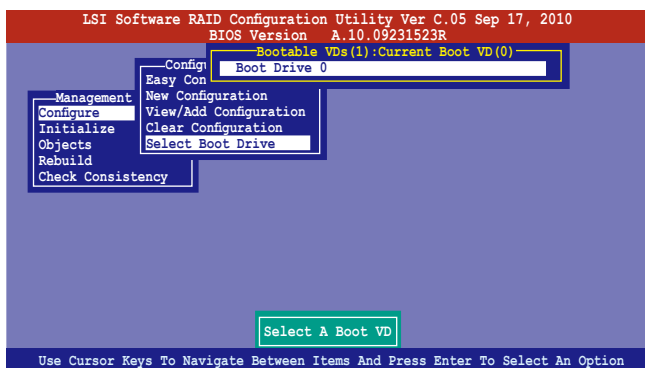 LSI Software RAID Configuration Utility Ver C.05 Sep 17, 2010
BIOS Version A.10.09231523R
Bootable VDs(1):Current Boot VD(0)
Boot Drive 0
Configu
Easy Con
New Configuration
View/Add Configuration
Clear Configuration
Select Boot Drive
Management
Configure
Initialize
Objects
Rebuild
Check Consistency
Select A Boot VD
Use Cursor Keys To Navigate Between Items And Press Enter To Select An Option